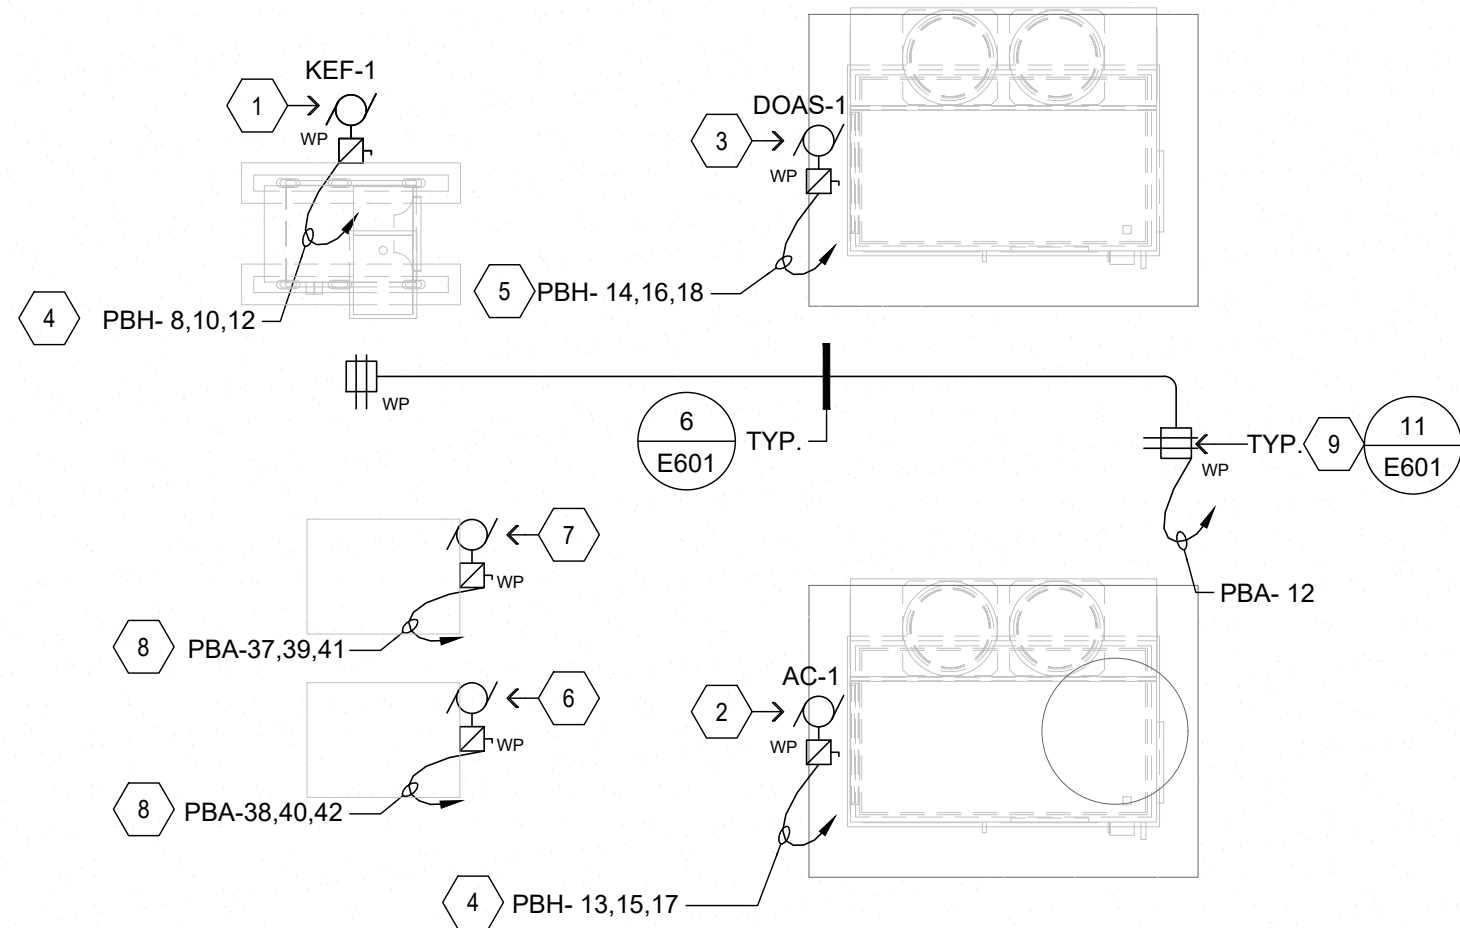 KEF-1
1
WP
4
PBH- 8,10,12
DOAS-1
3
WP
5
PBH- 14,16,18
WP
6
E601
TYP.
TYP.
9
11
E601
WP
PBA- 12
7
WP
8
PBA-37,39,41
6
WP
8
PBA-38,40,42
AC-1
2
WP
4
PBH- 13,15,17